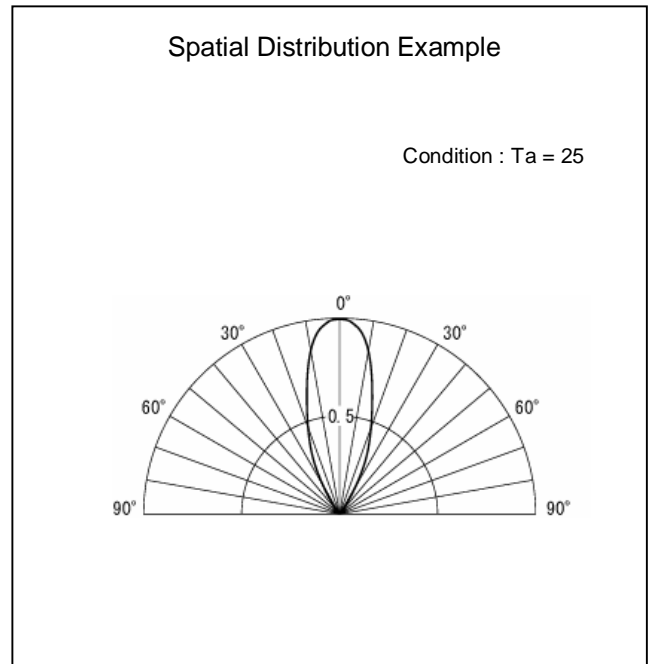 Spatial Distribution Example
Condition : Ta = 25
0°
30° 30°
0. 5
60° 60°
90° 90°